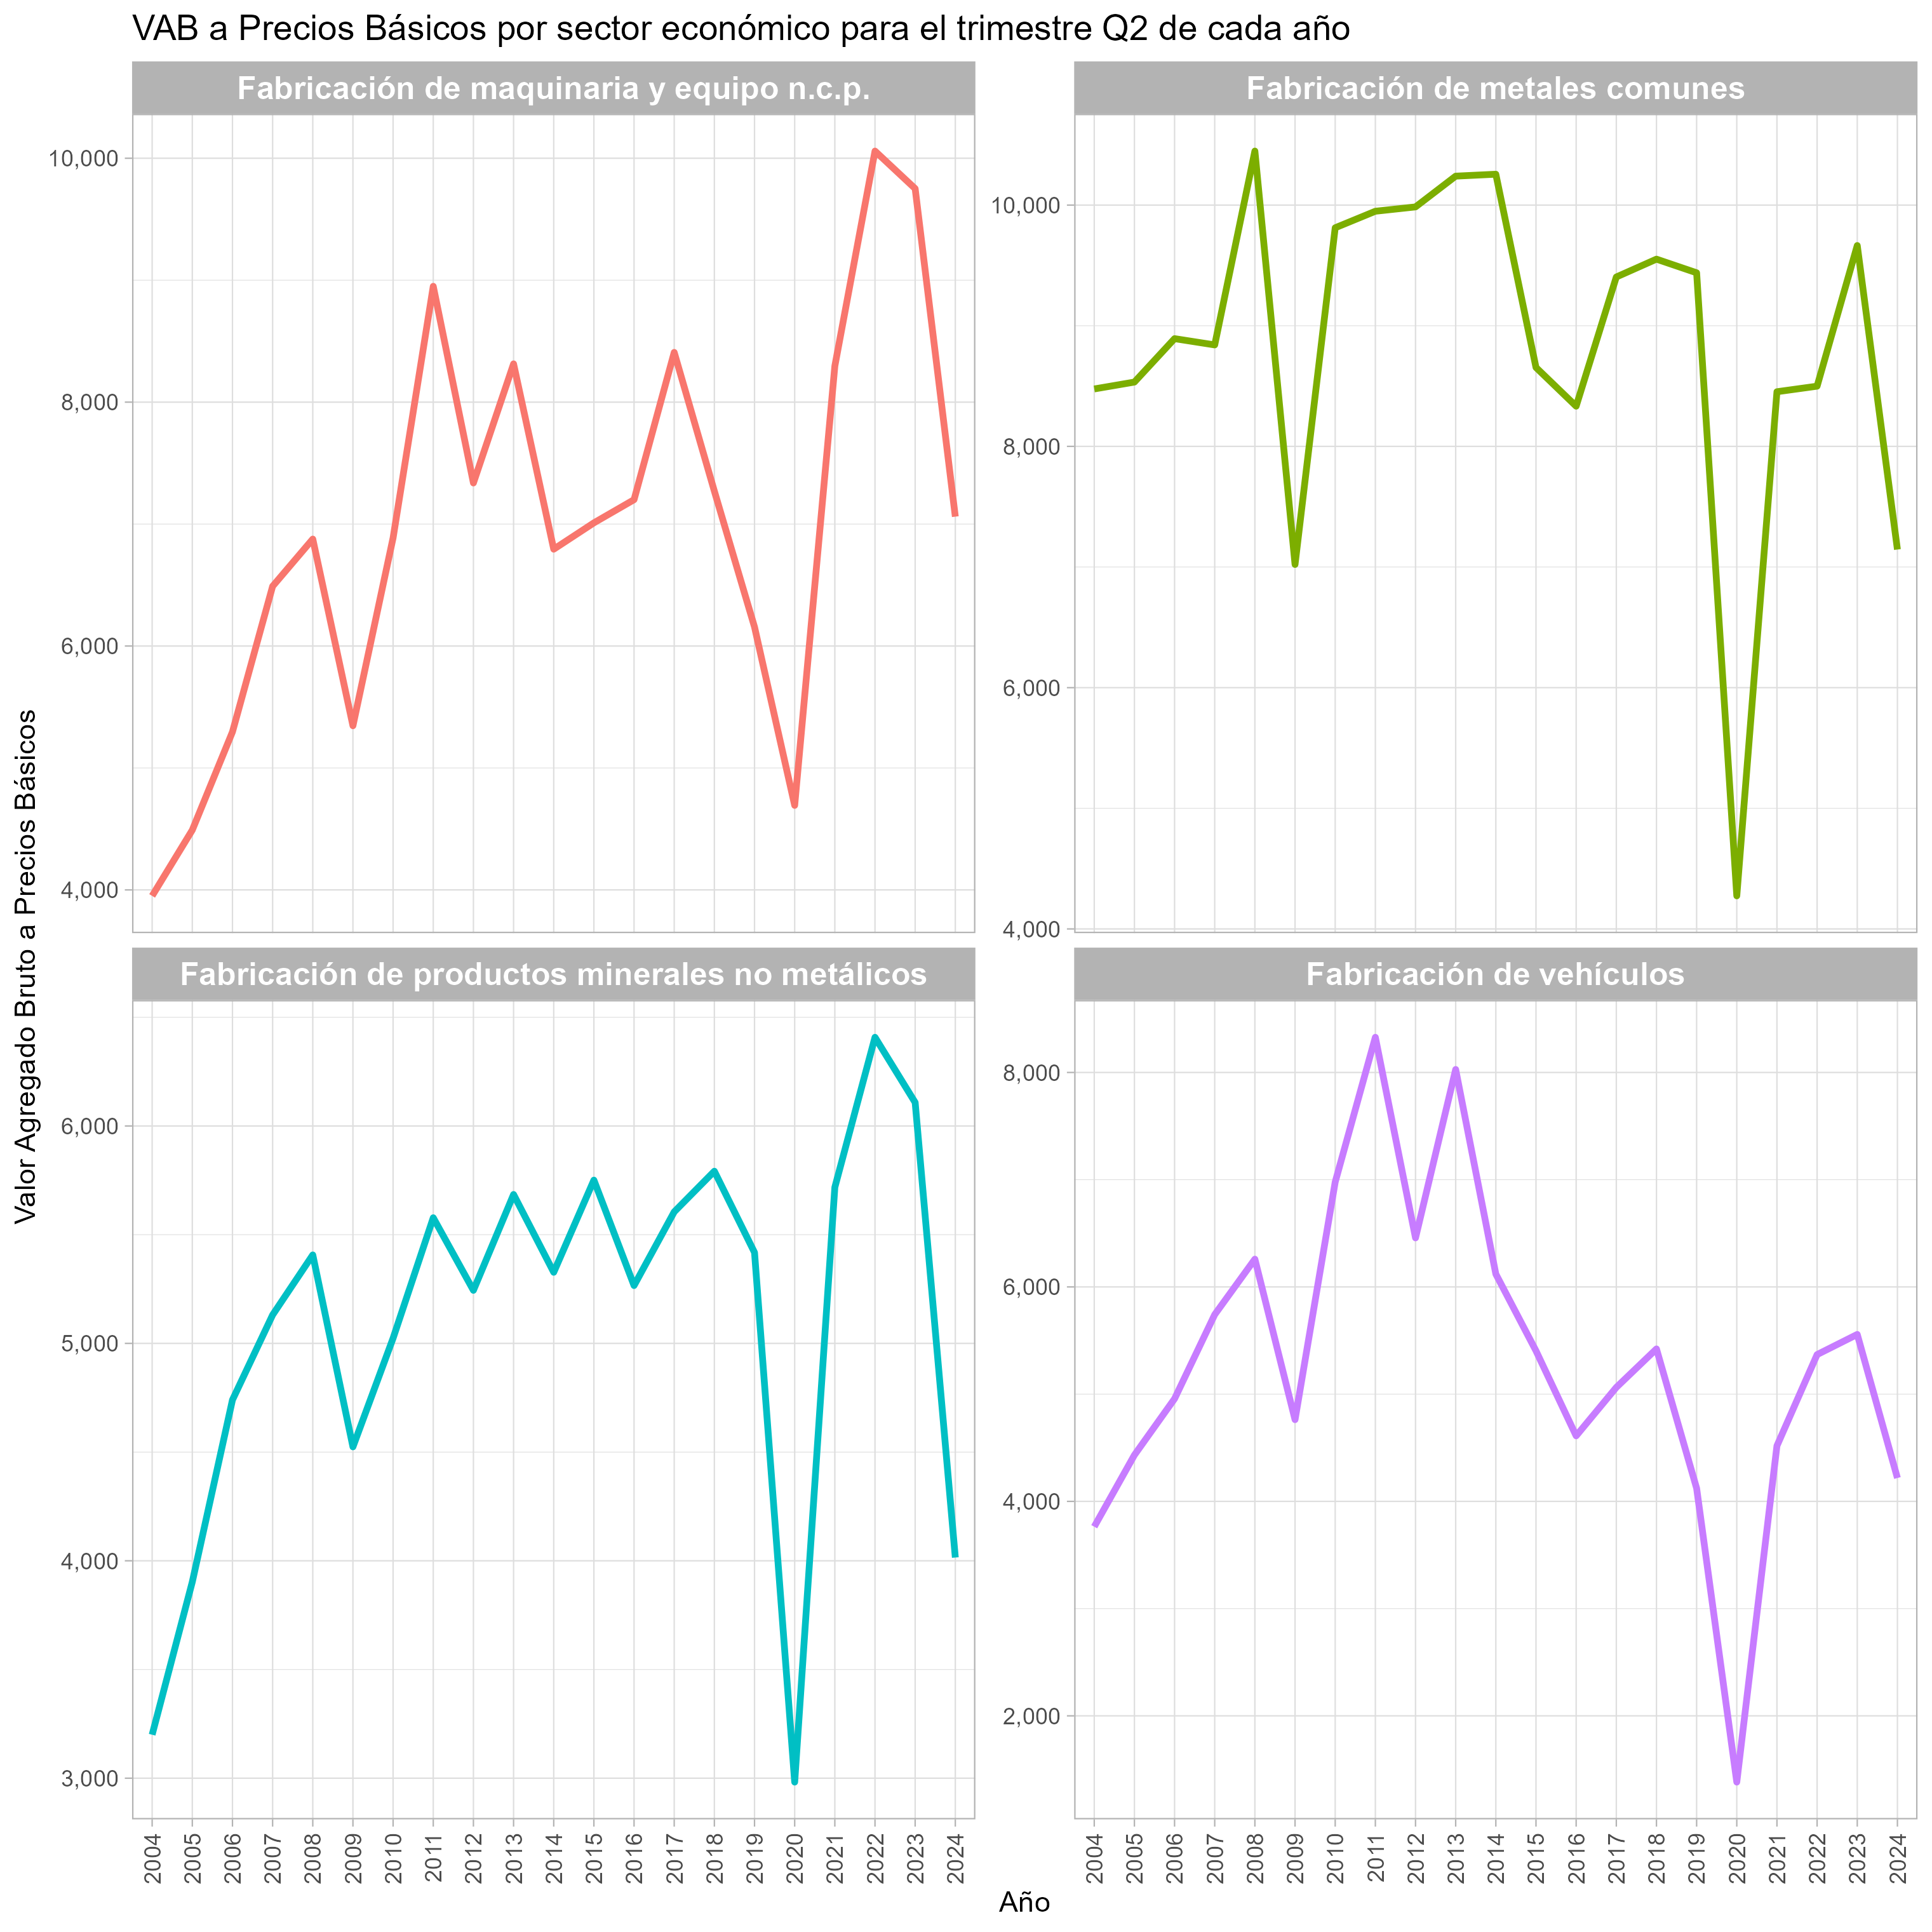 VAB a Precios Básicos por sector económico para el trimestre Q2 de cada año
Valor Agregado Bruto a Precios Básicos
Fabricación de maquinaria y equipo n.c.p.
10,000
8,000
6,000
4,000
Fabricación de metales comunes
10,000
8,000
6,000
4,000
Fabricación de productos minerales no metálicos
6,000
5,000
4,000
3,000
2004 2005 2006 2007 2008 2009 2010 2011 2012 2013 2014 2015 2016 2017 2018 2019 2020 2021 2022 2023 2024
Fabricación de vehículos
8,000
6,000
4,000
2,000
2004 2005 2006 2007 2008 2009 2010 2011 2012 2013 2014 2015 2016 2017 2018 2019 2020 2021 2022 2023 2024
Año